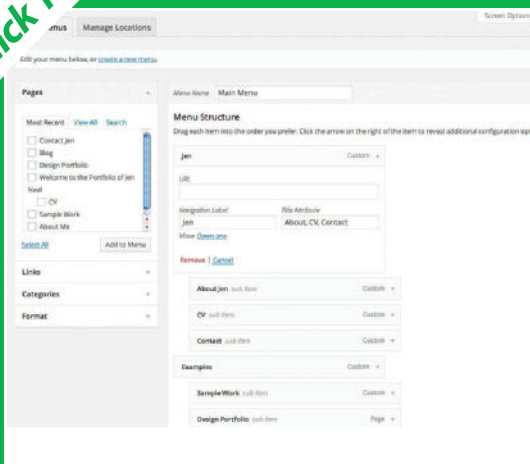 ck
enus
Manage Locations
Screen Option
Edit your menu below, or create a new menu.
Pages
Most Recent View All Search
Contact Jen
Blog
Design Portfolio
Welcome to the Portfolio of Jen
Neal
CV
Sample Work
About Me
Select All
Add to Menu
Links
Categories
Format
Menu Name Main Menu
Menu Structure
Drag each item into the order you prefer. Click the arrow on the right of the item to reveal additional configuration op
Jen Custom
URL
Navigation Label Title Attribute
Jen About, CV, Contact
Move Down one
Remove | Cancel
About Jen sub item Custom
CV sub item Custom
Contact sub item Custom
Examples Custom
Sample Work sub item Custom
Design Portfolio sub item Page